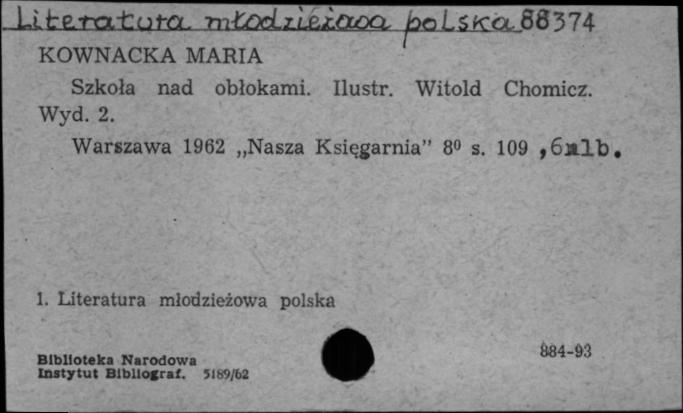 Literatura młodzieżowa polska 88374
KOWNACKA MARIA
Szkoła nad obłokami. Ilustr. Witold Chomicz.
Wyd. 2.
Warszawa 1962 „Nasza Księgarnia” 8⁰ s. 109 ,6nlb.
1. Literatura młodzieżowa polska
884-93
Biblioteka Narodowa
Instytut Bibliograf. 5189/62